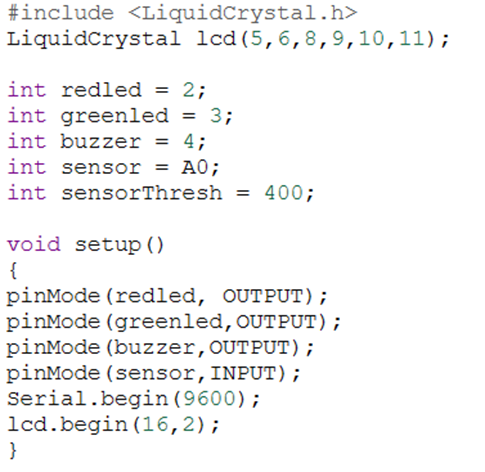 #include <LiquidCrystal.h>
LiquidCrystal lcd(5,6,8,9,10,11);
int redled = 2;
int greenled = 3;
int buzzer = 4;
int sensor = A0;
int sensorThresh = 400;
void setup()
{
pinMode(redled, OUTPUT);
pinMode(greenled,OUTPUT);
pinMode(buzzer,OUTPUT);
pinMode(sensor,INPUT);
Serial.begin(9600);
lcd.begin(16,2);
}